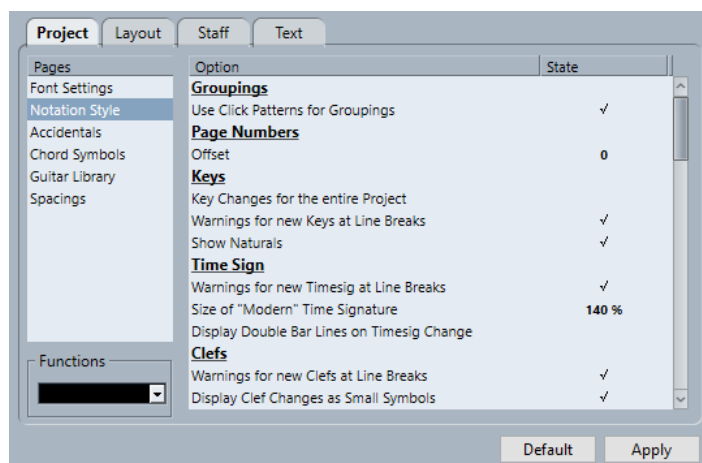 Project Layout Staff Text
Pages
Font Settings
Notation Style
Accidentals
Chord Symbols
Guitar Library
Spacings
Functions
Option State
Groupings
Use Click Patterns for Groupings ✓
Page Numbers
Offset 0
Keys
Key Changes for the entire Project
Warnings for new Keys at Line Breaks ✓
Show Naturals ✓
Time Sign
Warnings for new Timesig at Line Breaks ✓
Size of "Modern" Time Signature 140 %
Display Double Bar Lines on Timesig Change
Clefs
Warnings for new Clefs at Line Breaks ✓
Display Clef Changes as Small Symbols ✓
Default Apply